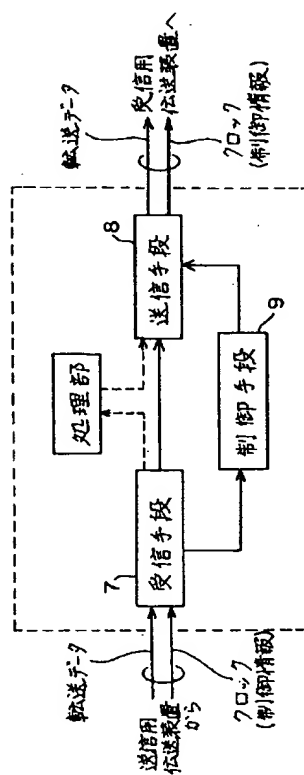 転送データ
送信用
伝送装置
から
クロック
(制御情報)
7
受信手段
処理部
制御手段
9
8
送信手段
転送データ
受信用
伝送装置へ
クロック
(制御情報)